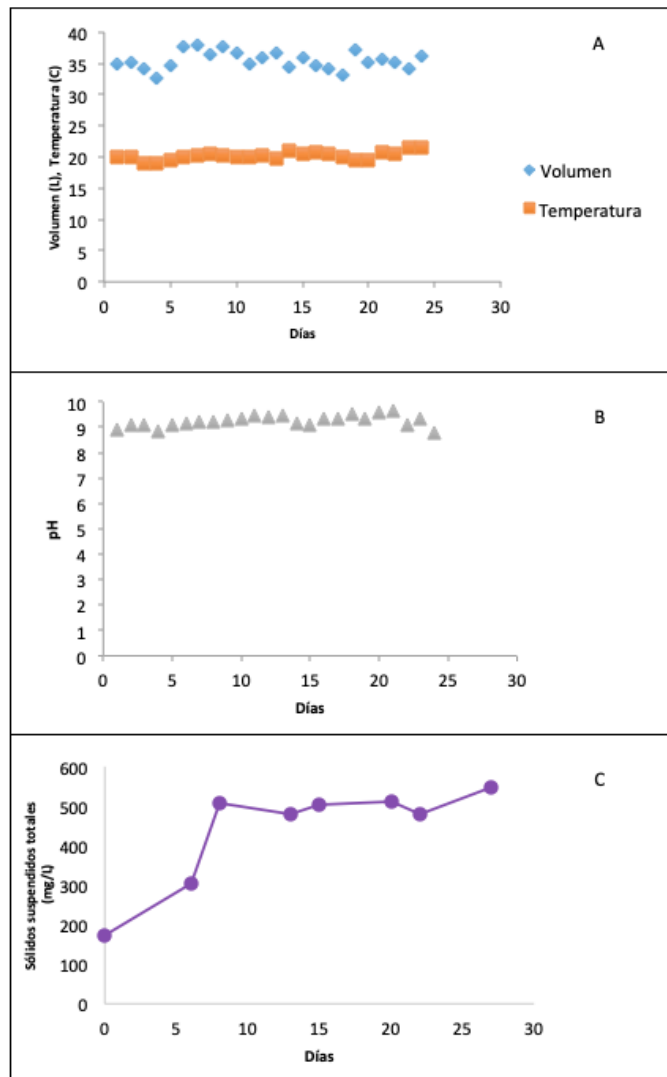 A
40
35
30
25
20
15
10
5
0
Volumen (L), Temperatura (C)
Volumen
Temperatura
0 5 10 15 20 25 30
Días
B
10
9
8
7
6
5
4
3
2
1
0
pH
0 5 10 15 20 25 30
Días
C
600
500
400
300
200
100
0
Sólidos suspendidos totales
(mg/L)
0 5 10 15 20 25 30
Días